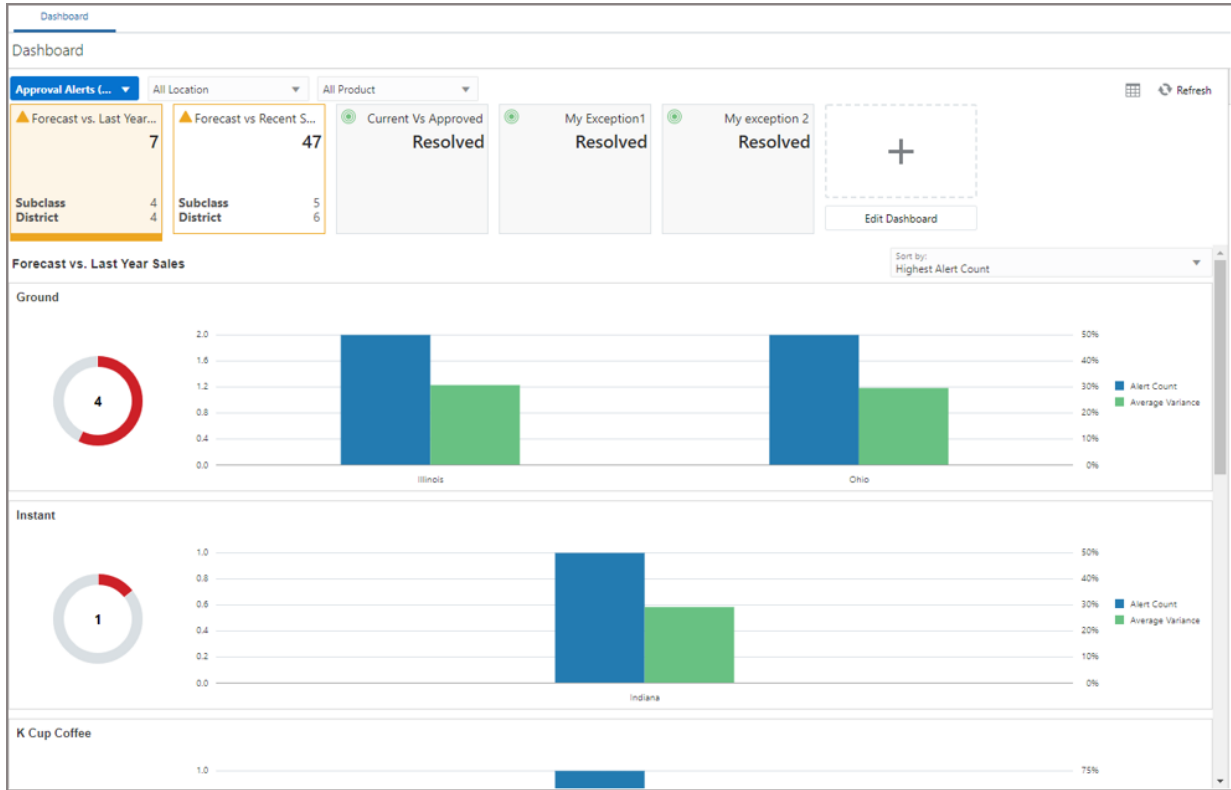 Dashboard
Dashboard
Approval Alerts (...
All Location
All Product
Refresh
Forecast vs. Last Year...
7
Subclass 4
District 4
Forecast vs Recent S...
47
Subclass 5
District 6
Current Vs Approved
Resolved
My Exception1
Resolved
My exception 2
Resolved
Edit Dashboard
Forecast vs. Last Year Sales
Sort by:
Highest Alert Count
Ground
4
2.0 50%
1.6 40%
1.2 30%
0.8 20%
0.4 10%
0.0 0%
Illinois Ohio
Alert Count
Average Variance
Instant
1
1.0 50%
0.8 40%
0.6 30%
0.4 20%
0.2 10%
0.0 0%
Indiana
Alert Count
Average Variance
K Cup Coffee
1.0 75%